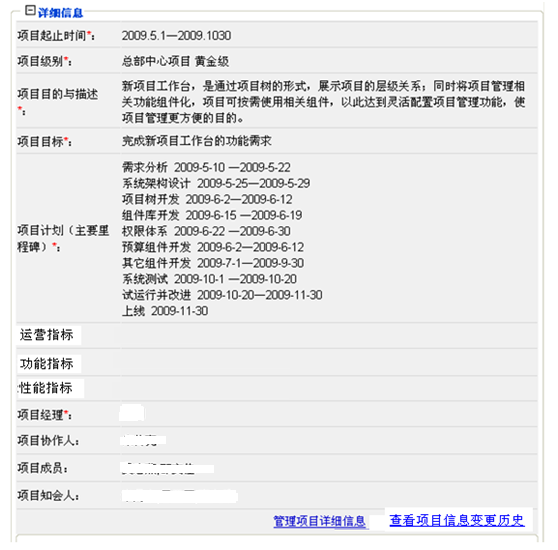 详细信息
项目起止时间*： 2009.5.1—2009.1030
项目级别*： 总部中心项目 黄金级
项目目的与描述*： 新项目工作台，是通过项目树的形式，展示项目的层级关系；同时将项目管理相
关功能组件化，项目可按需使用相关组件，以此达到灵活配置项目管理功能，使
项目管理更方便的目的。
项目目标*： 完成新项目工作台的功能需求
项目计划（主要里程碑）*：
需求分析 2009-5-10 —2009-5-22
系统架构设计 2009-5-25—2009-5-29
项目树开发 2009-6-2—2009-6-12
组件库开发 2009-6-15 —2009-6-19
权限体系 2009-6-22 —2009-6-30
预算组件开发 2009-6-2—2009-6-12
其它组件开发 2009-7-1—2009-9-30
系统测试 2009-10-1 —2009-10-20
试运行并改进 2009-10-20—2009-11-30
上线 2009-11-30
运营指标
功能指标
性能指标
项目经理*：
项目协作人：
项目成员：
项目知会人：
管理项目详细信息 查看项目信息变更历史